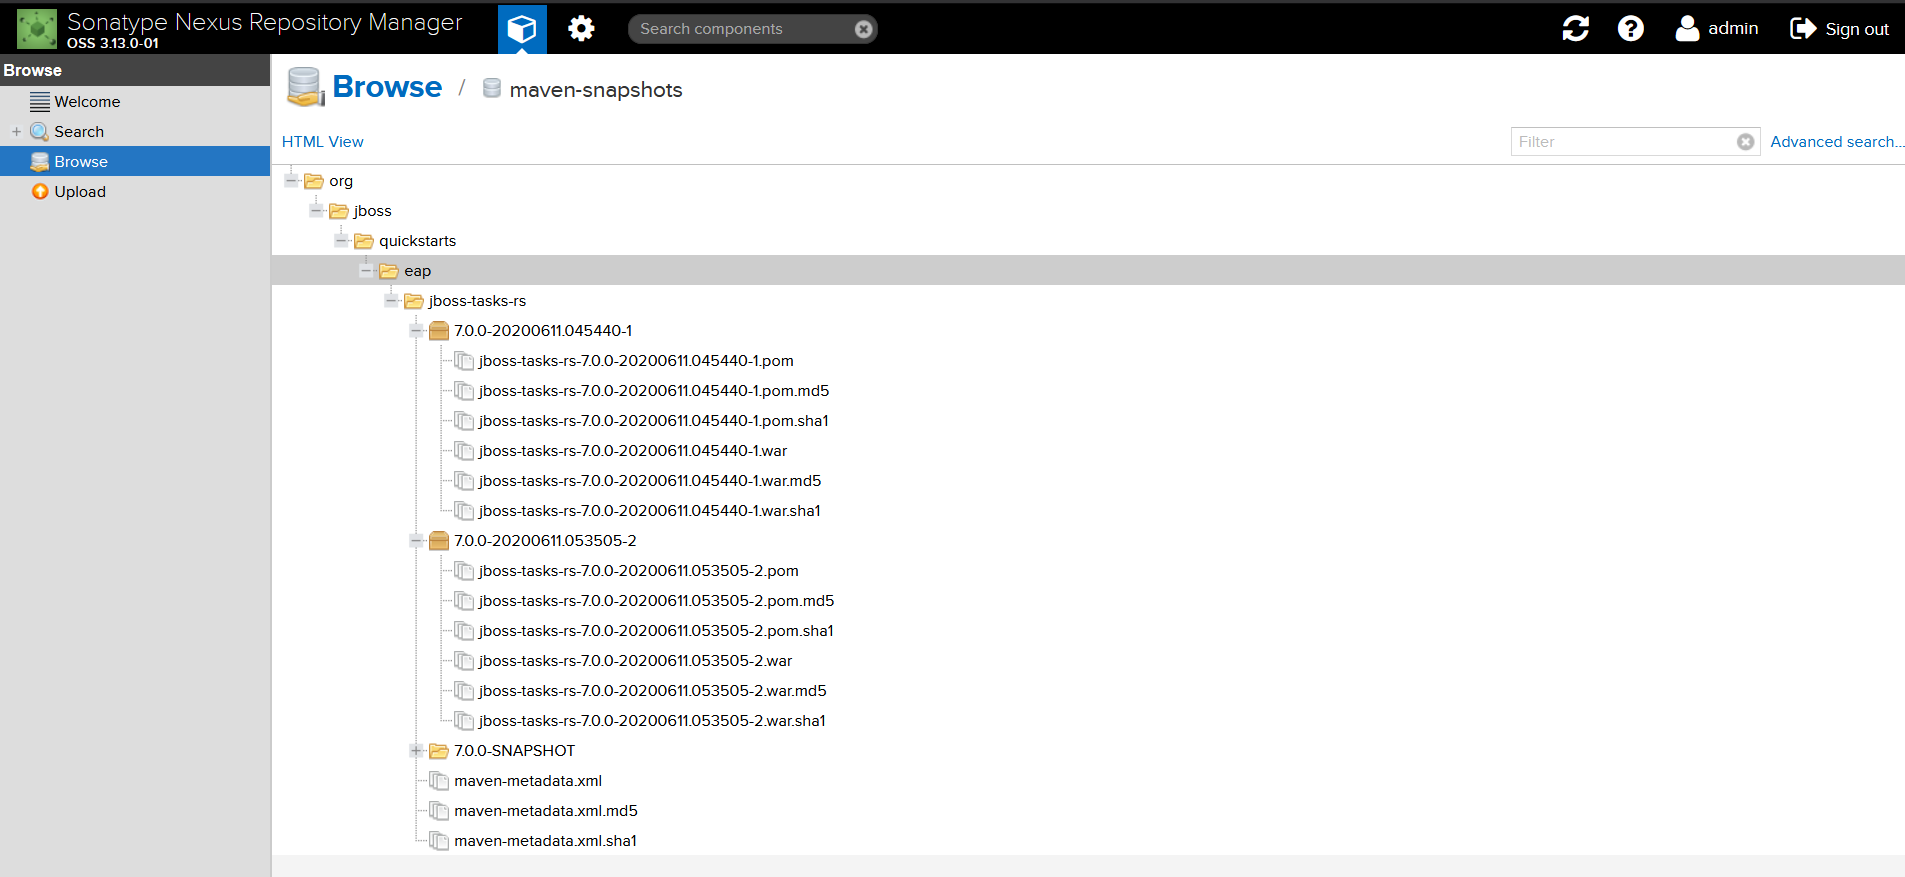 Sonatype Nexus Repository Manager
OSS 3.13.0-01
Search components
admin
Sign out
Browse
Welcome
Search
Browse
Upload
Browse / maven-snapshots
HTML View
Filter
Advanced search...
org
jboss
quickstarts
eap
jboss-tasks-rs
7.0.0-20200611.045440-1
jboss-tasks-rs-7.0.0-20200611.045440-1.pom
jboss-tasks-rs-7.0.0-20200611.045440-1.pom.md5
jboss-tasks-rs-7.0.0-20200611.045440-1.pom.sha1
jboss-tasks-rs-7.0.0-20200611.045440-1.war
jboss-tasks-rs-7.0.0-20200611.045440-1.war.md5
jboss-tasks-rs-7.0.0-20200611.045440-1.war.sha1
7.0.0-20200611.053505-2
jboss-tasks-rs-7.0.0-20200611.053505-2.pom
jboss-tasks-rs-7.0.0-20200611.053505-2.pom.md5
jboss-tasks-rs-7.0.0-20200611.053505-2.pom.sha1
jboss-tasks-rs-7.0.0-20200611.053505-2.war
jboss-tasks-rs-7.0.0-20200611.053505-2.war.md5
jboss-tasks-rs-7.0.0-20200611.053505-2.war.sha1
7.0.0-SNAPSHOT
maven-metadata.xml
maven-metadata.xml.md5
maven-metadata.xml.sha1